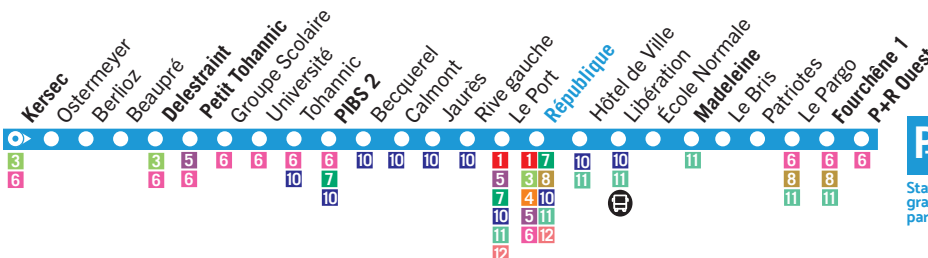 Kersec
Ostermeyer
Berlioz
Beaupré
Delestraint
Petit Tohannic
Groupe Scolaire
Université
Tohannic
PIBS 2
Becquerel
Calmont
Jaurès
Rive gauche
Le Port
République
Hôtel de Ville
Libération
École Normale
Madeleine
Le Bris
Patriotes
Le Pargo
Fourchêne 1
P+R Ouest
3 3 5 6 6 6 6 10 10 10 10 1 1 7 10 10 11 6 6 6
6 6 6 10 7 5 3 8 11 11 8 8
10 7 4 10 11 11
10 5 11
11 6 12
12
P
Sta
gra
par